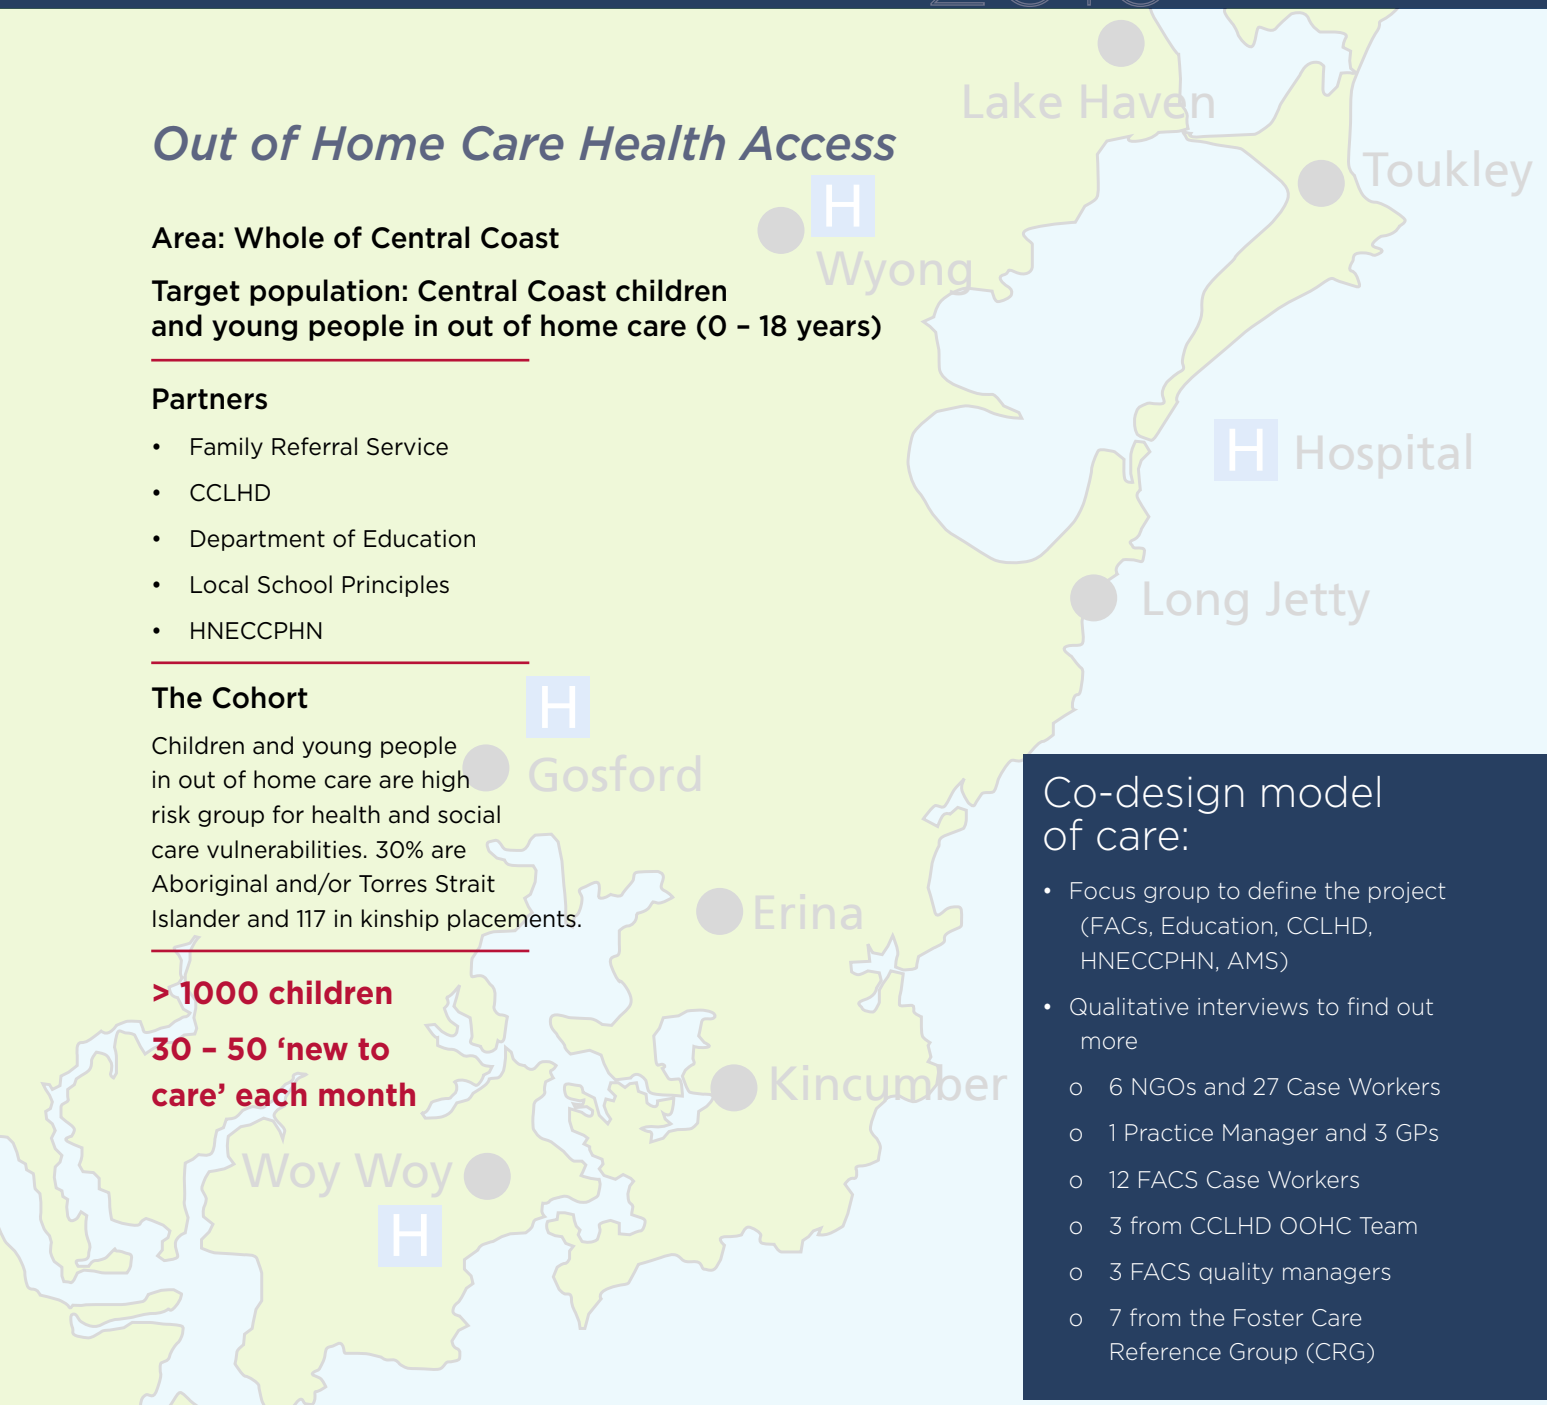 Lake Haven
Out of Home Care Health Access
Toukley
H
Wyong
Area: Whole of Central Coast
Target population: Central Coast children
and young people in out of home care (0 – 18 years)
Partners
• Family Referral Service
• CCLHD
• Department of Education
• Local School Principles
• HNECCPHN
H Hospital
Long Jetty
The Cohort
Children and young people
in out of home care are high
risk group for health and social
care vulnerabilities. 30% are
Aboriginal and/or Torres Strait
Islander and 117 in kinship placements.
H
Gosford
Erina
> 1000 children
30 – 50 ‘new to
care’ each month
Kincumber
Woy Woy
H
Co-design model
of care:
• Focus group to define the project
(FACs, Education, CCLHD,
HNECCPHN, AMS)
• Qualitative interviews to find out
more
o 6 NGOs and 27 Case Workers
o 1 Practice Manager and 3 GPs
o 12 FACS Case Workers
o 3 from CCLHD OOHC Team
o 3 FACS quality managers
o 7 from the Foster Care
Reference Group (CRG)